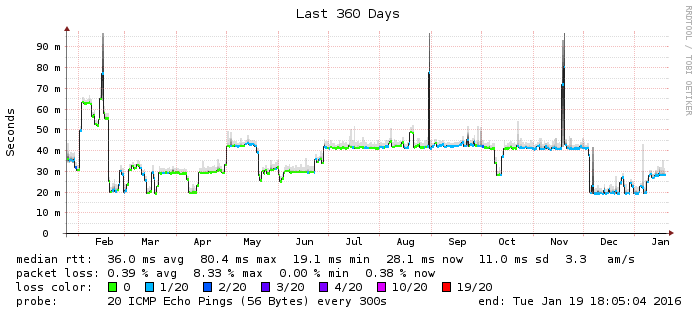 Last 360 Days
RRDTOOL / TOBI OETIKER
Seconds
90 m
80 m
70 m
60 m
50 m
40 m
30 m
20 m
10 m
0
Feb Mar Apr May Jun Jul Aug Sep Oct Nov Dec Jan
median rtt: 36.0 ms avg 80.4 ms max 19.1 ms min 28.1 ms now 11.0 ms sd 3.3 am/s
packet loss: 0.39 % avg 8.33 % max 0.00 % min 0.38 % now
loss color: 0 1/20 2/20 3/20 4/20 10/20 19/20
probe: 20 ICMP Echo Pings (56 Bytes) every 300s end: Tue Jan 19 18:05:04 2016